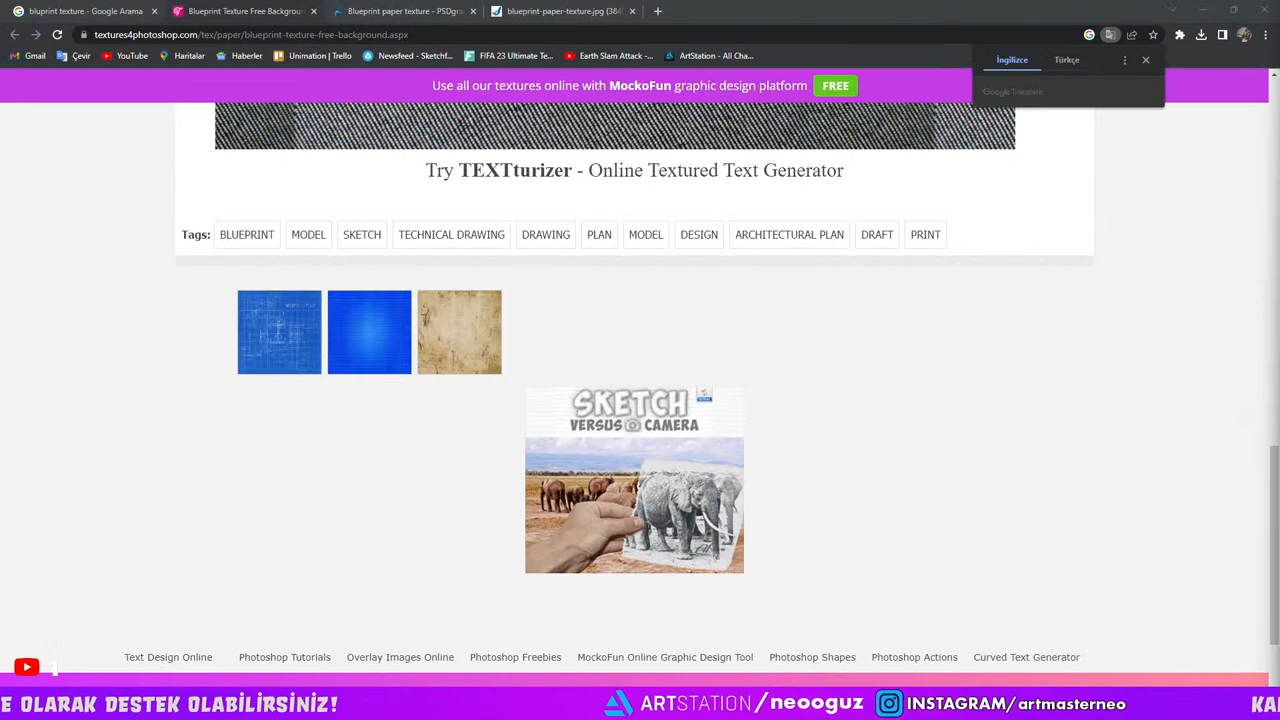 bluprint texture - Google Arama
Blueprint Texture Free Backgroun
Blueprint paper texture - PSDgra
blueprint-paper-texture.jpg (384
textures4photoshop.com/tex/paper/blueprint-texture-free-background.aspx
Gmail
Çevir
YouTube
Haritalar
Haberler
Unimation | Trello
Newsfeed - Sketchf...
FIFA 23 Ultimate Te...
Earth Slam Attack -...
ArtStation - All Cha...
İngilizce
Türkçe
Google Translate
Use all our textures online with MockoFun graphic design platform
FREE
Try TEXTturizer - Online Textured Text Generator
Tags: BLUEPRINT MODEL SKETCH TECHNICAL DRAWING DRAWING PLAN MODEL DESIGN ARCHITECTURAL PLAN DRAFT PRINT
SKETCH
VERSUS CAMERA
Text Design Online Photoshop Tutorials Overlay Images Online Photoshop Freebies MockoFun Online Graphic Design Tool Photoshop Shapes Photoshop Actions Curved Text Generator
E OLARAK DESTEK OLABİLİRSİNİZ!
ARTSTATION/neooguz
INSTAGRAM/artmasterneo
KA